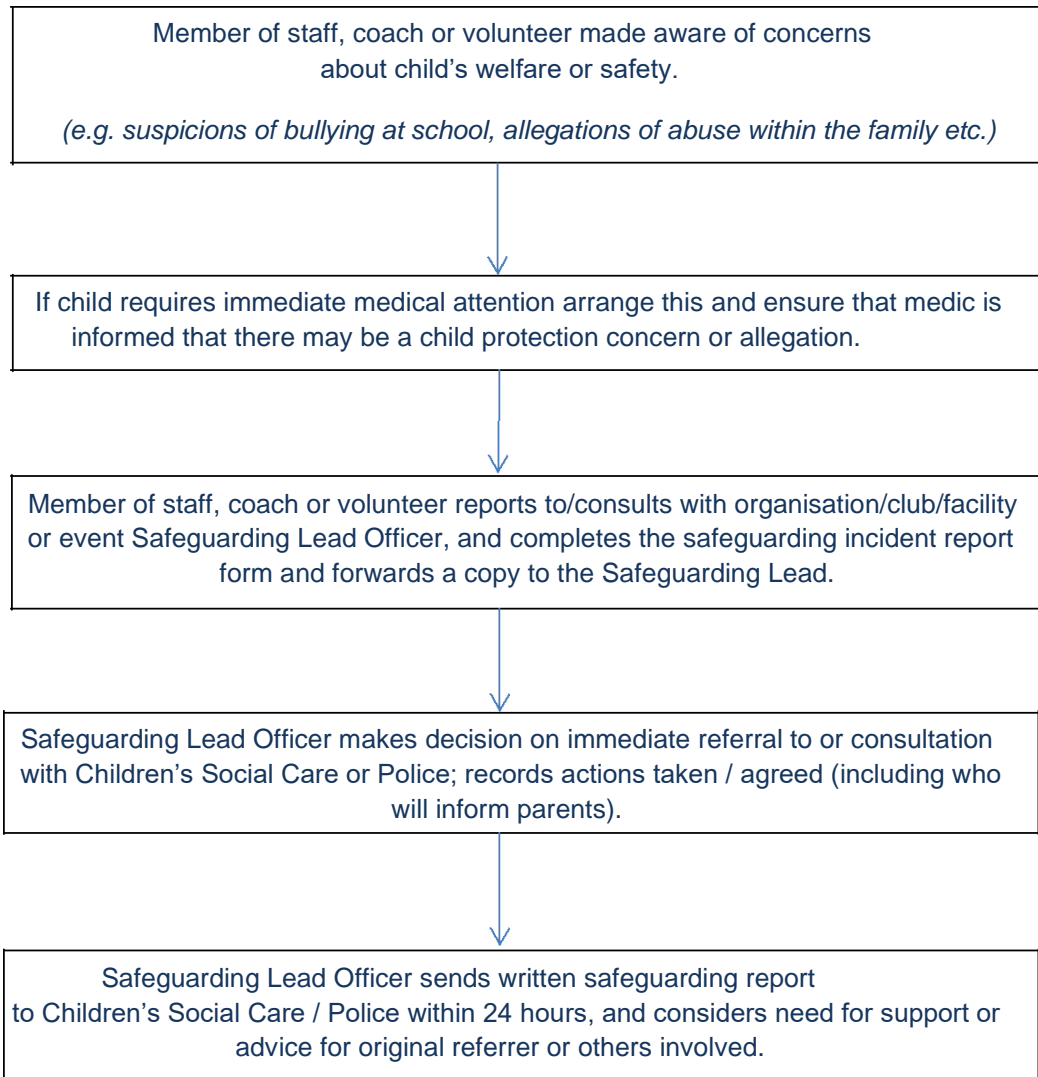 Member of staff, coach or volunteer made aware of concerns
about child’s welfare or safety.
(e.g. suspicions of bullying at school, allegations of abuse within the family etc.)
If child requires immediate medical attention arrange this and ensure that medic is
informed that there may be a child protection concern or allegation.
Member of staff, coach or volunteer reports to/consults with organisation/club/facility
or event Safeguarding Lead Officer, and completes the safeguarding incident report
form and forwards a copy to the Safeguarding Lead.
Safeguarding Lead Officer makes decision on immediate referral to or consultation
with Children’s Social Care or Police; records actions taken / agreed (including who
will inform parents).
Safeguarding Lead Officer sends written safeguarding report
to Children’s Social Care / Police within 24 hours, and considers need for support or
advice for original referrer or others involved.